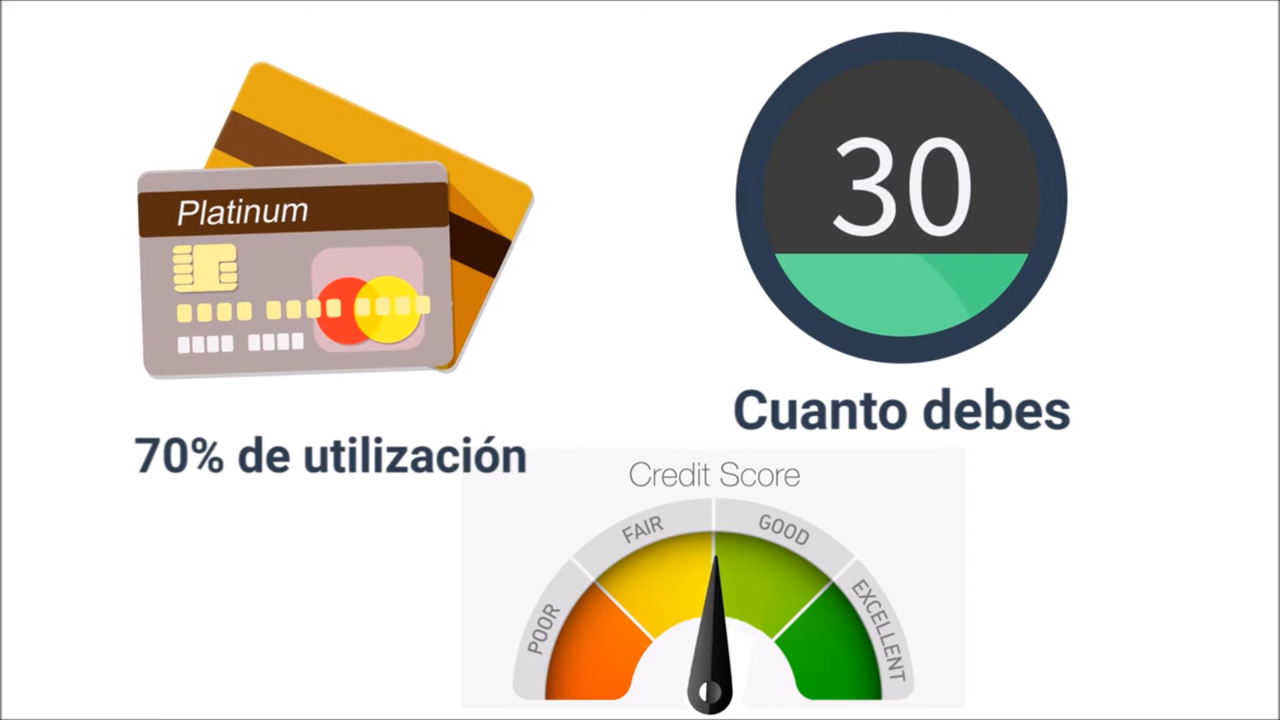 Platinum
70% de utilización
30
Cuanto debes
Credit Score
POOR
FAIR
GOOD
EXCELLENT